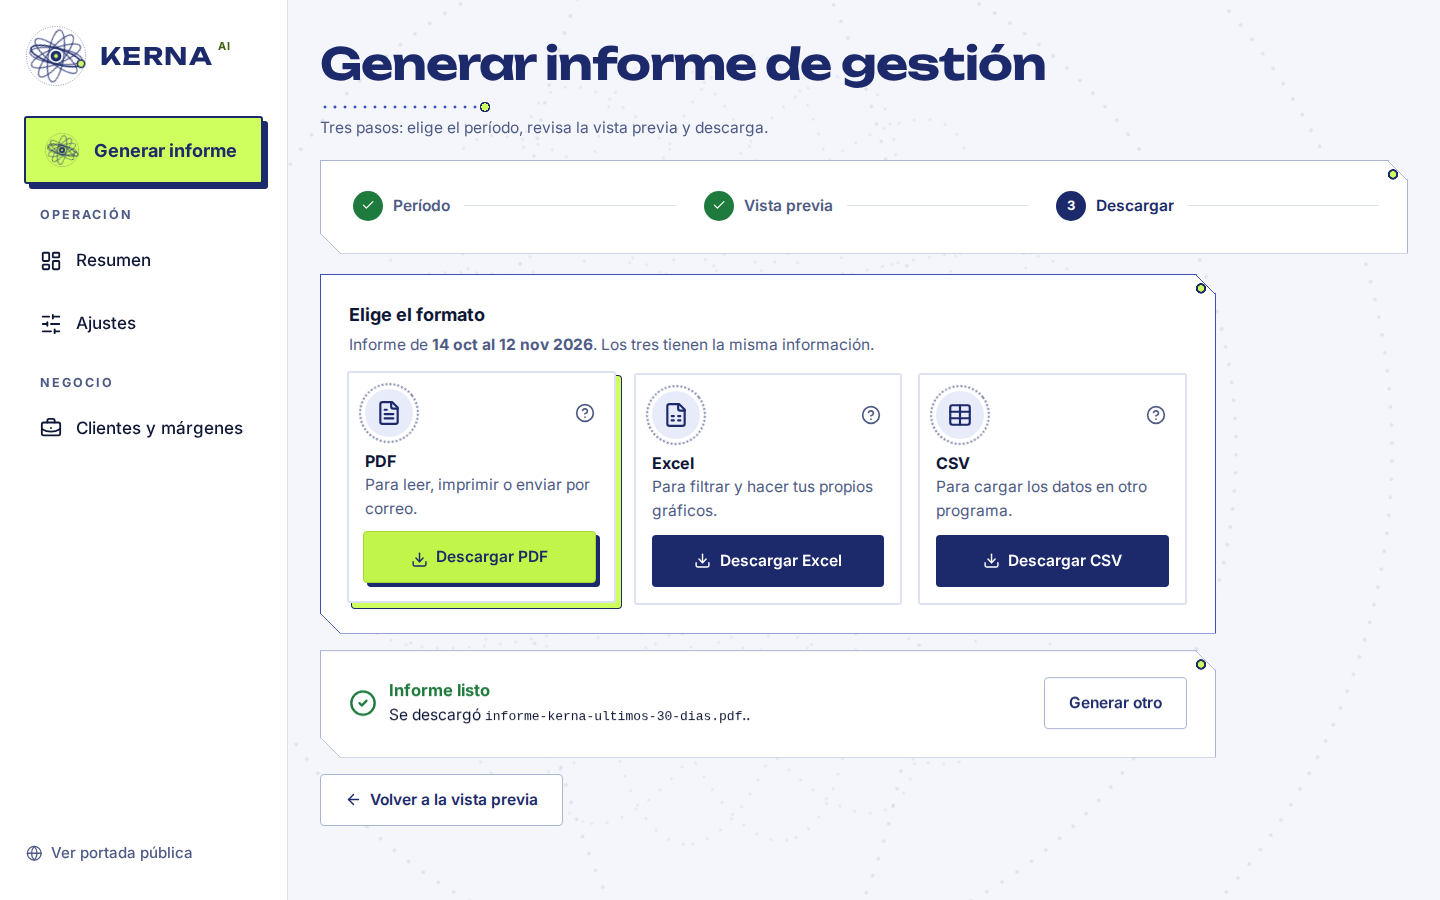 KERNA AI
Generar informe
OPERACIÓN
Resumen
Ajustes
NEGOCIO
Clientes y márgenes
Ver portada pública
Generar informe de gestión
Tres pasos: elige el período, revisa la vista previa y descarga.
Período
Vista previa
3 Descargar
Elige el formato
Informe de 14 oct al 12 nov 2026. Los tres tienen la misma información.
PDF
Para leer, imprimir o enviar por
correo.
Descargar PDF
Excel
Para filtrar y hacer tus propios
gráficos.
Descargar Excel
CSV
Para cargar los datos en otro
programa.
Descargar CSV
Informe listo
Se descargó informe-kerna-ultimos-30-dias.pdf..
Generar otro
Volver a la vista previa